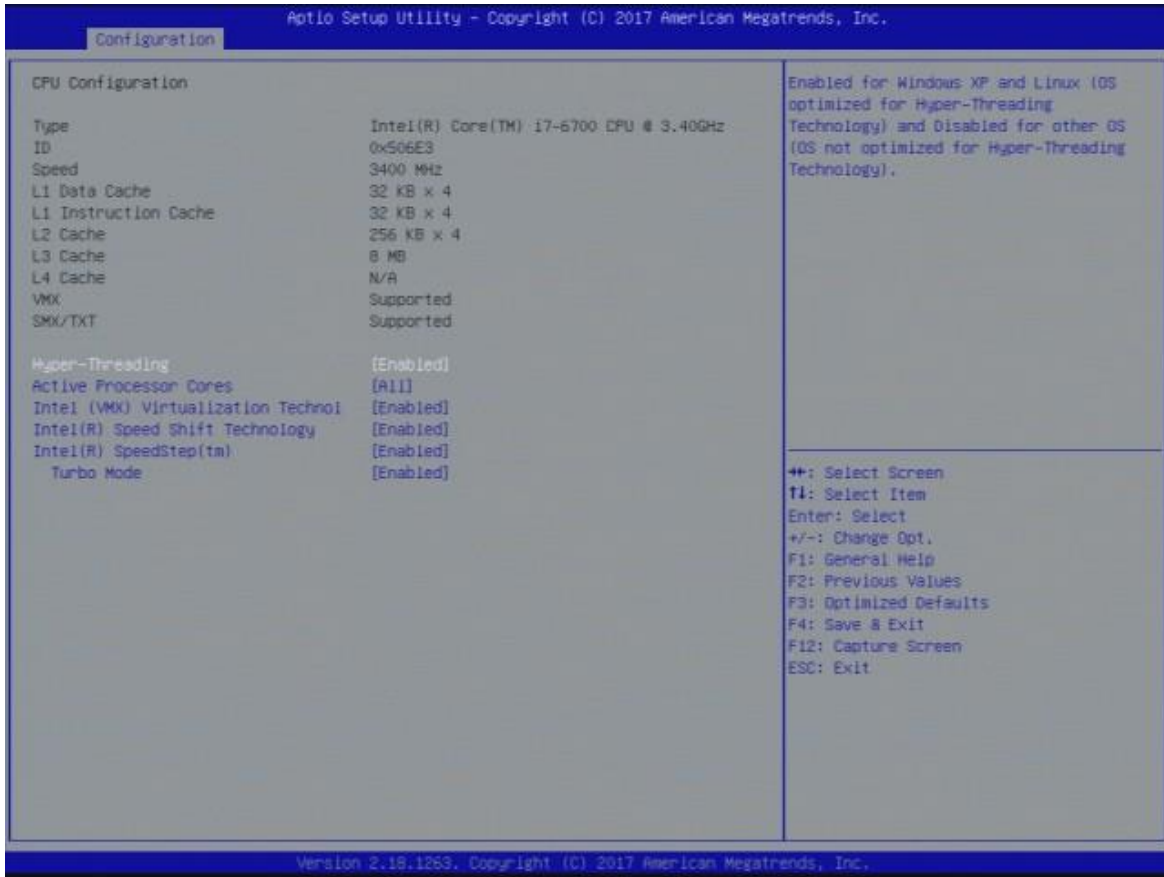 Aptio Setup Utility - Copyright (C) 2017 American Megatrends, Inc.
Configuration
CPU Configuration
Type Intel(R) Core(TM) i7-6700 CPU @ 3.40GHz
ID 0x506E3
Speed 3400 MHz
L1 Data Cache 32 KB x 4
L1 Instruction Cache 32 KB x 4
L2 Cache 256 KB x 4
L3 Cache 8 MB
L4 Cache N/A
VMX Supported
SMX/TXT Supported
Hyper-Threading [Enabled]
Active Processor Cores [All]
Intel (VMX) Virtualization Technol [Enabled]
Intel(R) Speed Shift Technology [Enabled]
Intel(R) SpeedStep(tm) [Enabled]
Turbo Mode [Enabled]
Enabled for Windows XP and Linux (OS
optimized for Hyper-Threading
Technology) and Disabled for other OS
(OS not optimized for Hyper-Threading
Technology).
→←: Select Screen
↑↓: Select Item
Enter: Select
+/-: Change Opt.
F1: General Help
F2: Previous Values
F3: Optimized Defaults
F4: Save & Exit
F12: Capture Screen
ESC: Exit
Version 2.18.1263. Copyright (C) 2017 American Megatrends, Inc.